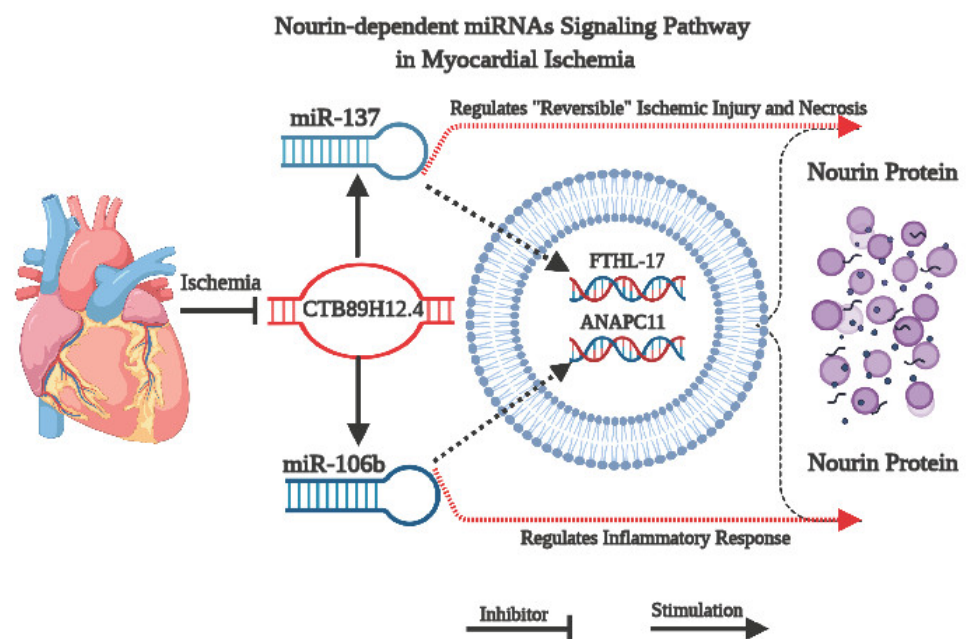 Nourin-dependent miRNAs Signaling Pathway
in Myocardial Ischemia
miR-137
Regulates "Reversible" Ischemic Injury and Necrosis
Nourin Protein
Ischemia
CTB89H12.4
FTHL-17
ANAPC11
miR-106b
Nourin Protein
Regulates Inflammatory Response
Inhibitor
Stimulation